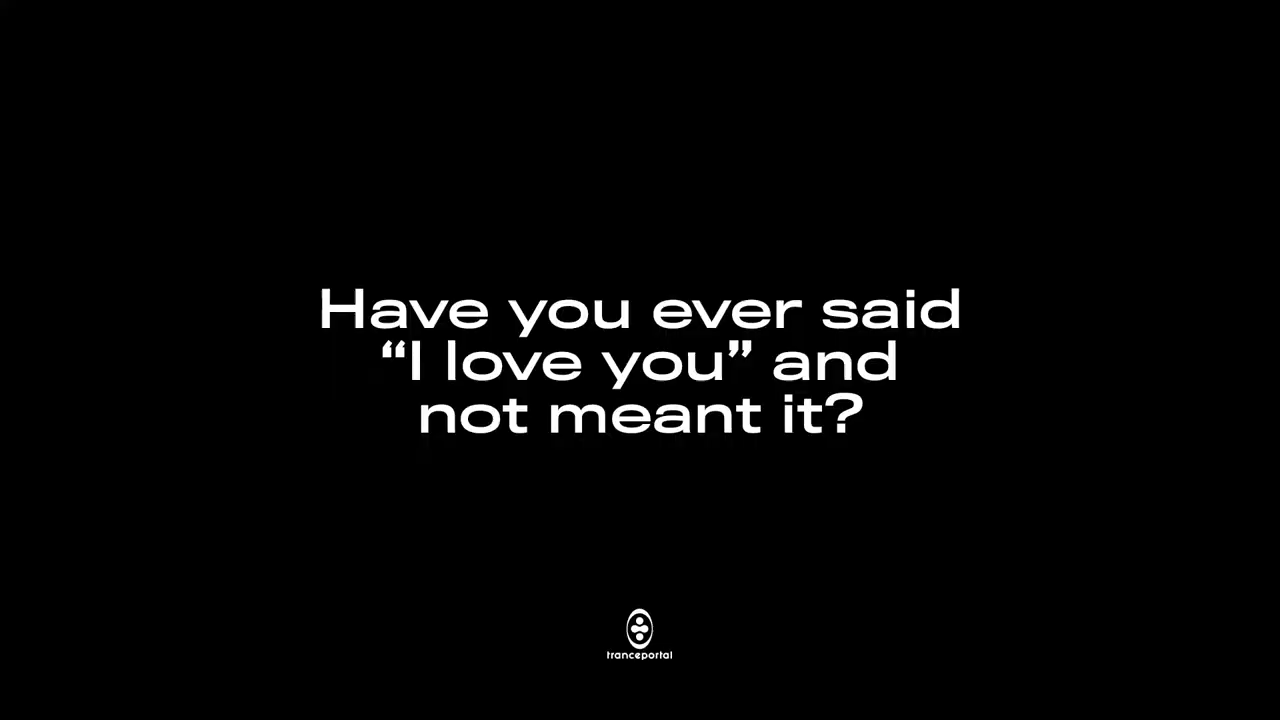 Have you ever said
“I love you” and
not meant it?
tranceportal